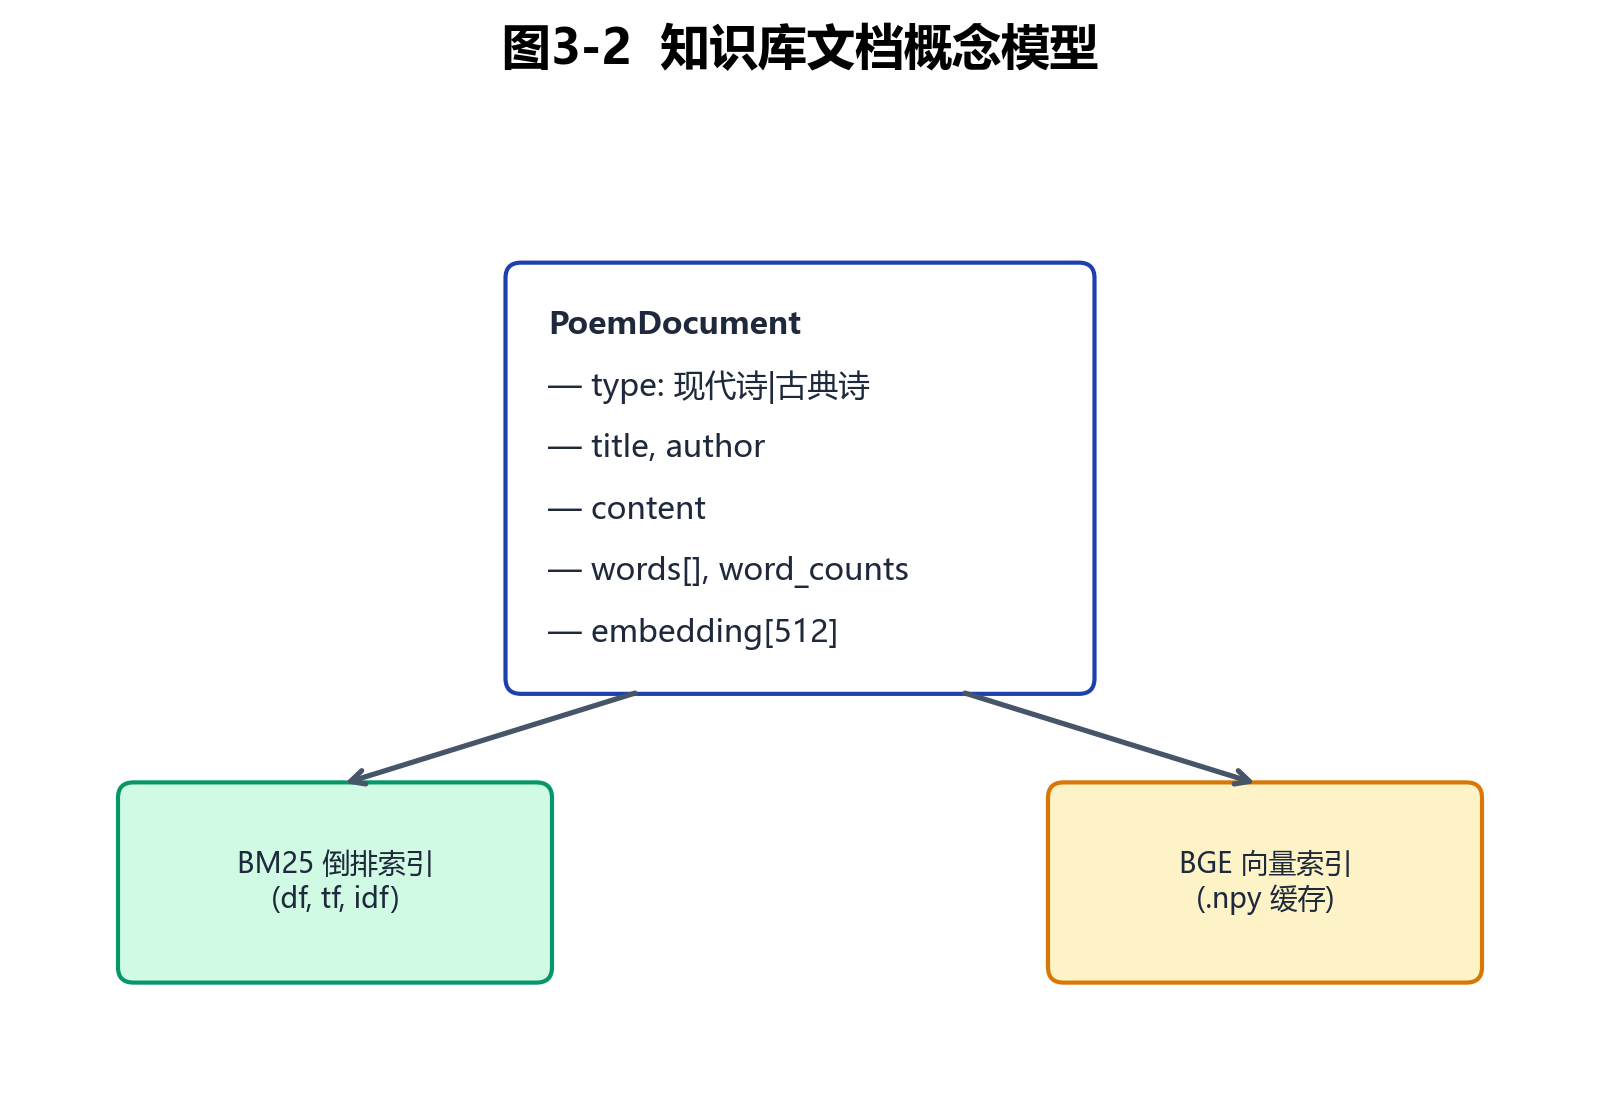 图3-2 知识库文档概念模型
PoemDocument
— type: 现代诗|古典诗
— title, author
— content
— words[], word_counts
— embedding[512]
BM25 倒排索引
(df, tf, idf)
BGE 向量索引
(.npy 缓存)